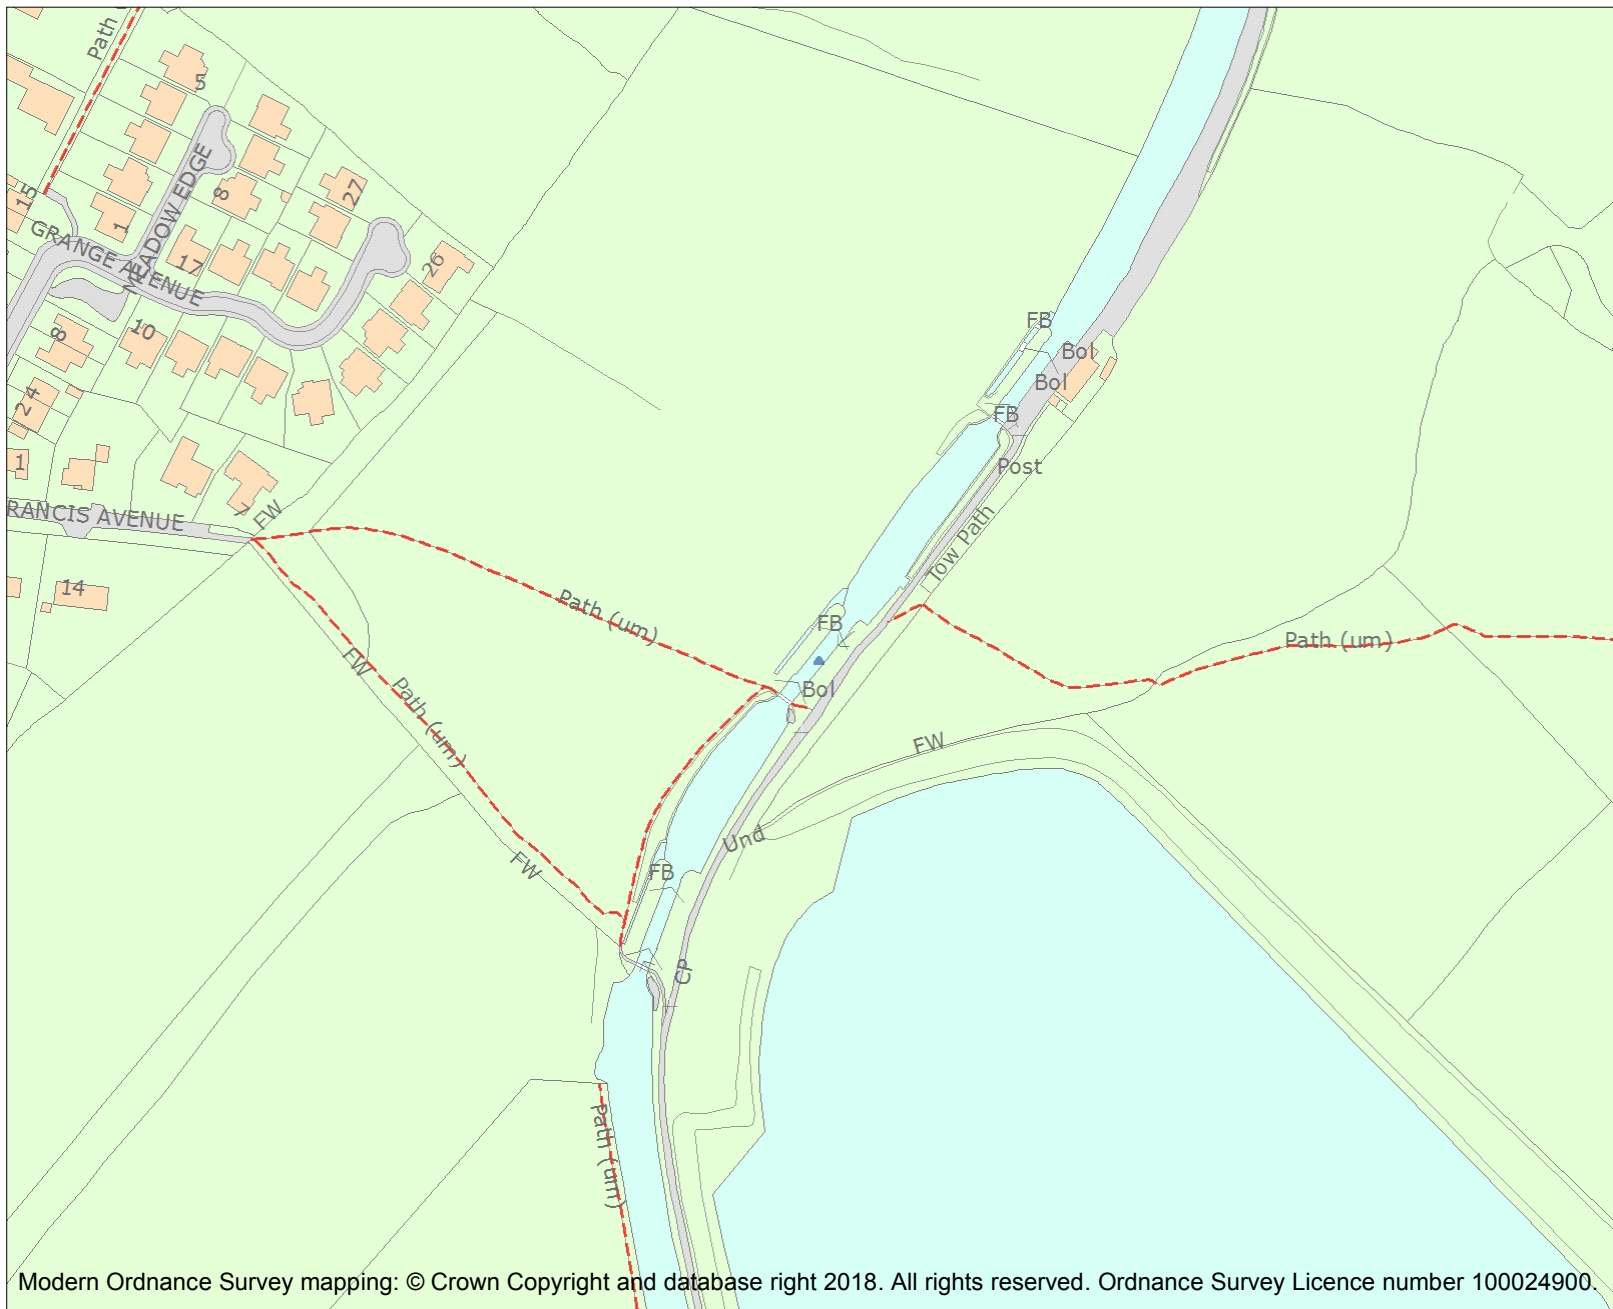 Path
5
15
1
MEADOW EDGE
8
27
GRANGE AVENUE
17
26
8
10
24
1
7
FW
RANCIS AVENUE
14
FB
Bol
Bol
FB
Post
Tow Path
Path (um)
FB
Path (um)
FW
Path (um)
Bol
FW
Und
FW
FB
CP
Path (um)
Modern Ordnance Survey mapping: © Crown Copyright and database right 2018. All rights reserved. Ordnance Survey Licence number 100024900.